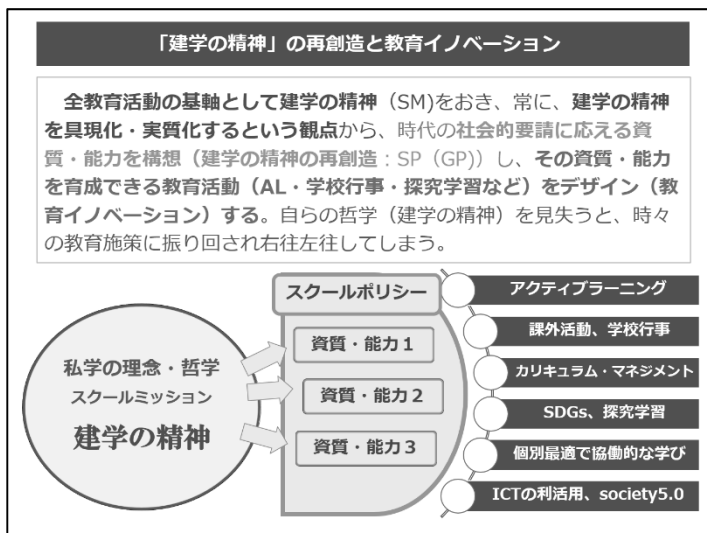 「建学の精神」の再創造と教育イノベーション
全教育活動の基軸として建学の精神（SM)をおき、常に、建学の精神
を具現化・実質化するという観点から、時代の社会的要請に応える資
質・能力を構想（建学の精神の再創造：SP（GP)）し、その資質・能力
を育成できる教育活動（AL・学校行事・探究学習など）をデザイン（教
育イノベーション）する。自らの哲学（建学の精神）を見失うと、時々
の教育施策に振り回され右往左往してしまう。
私学の理念・哲学
スクールミッション
建学の精神
スクールポリシー
資質・能力１
資質・能力２
資質・能力３
アクティブラーニング
課外活動、学校行事
カリキュラム・マネジメント
SDGs、探究学習
個別最適で協働的な学び
ICTの利活用、society5.0